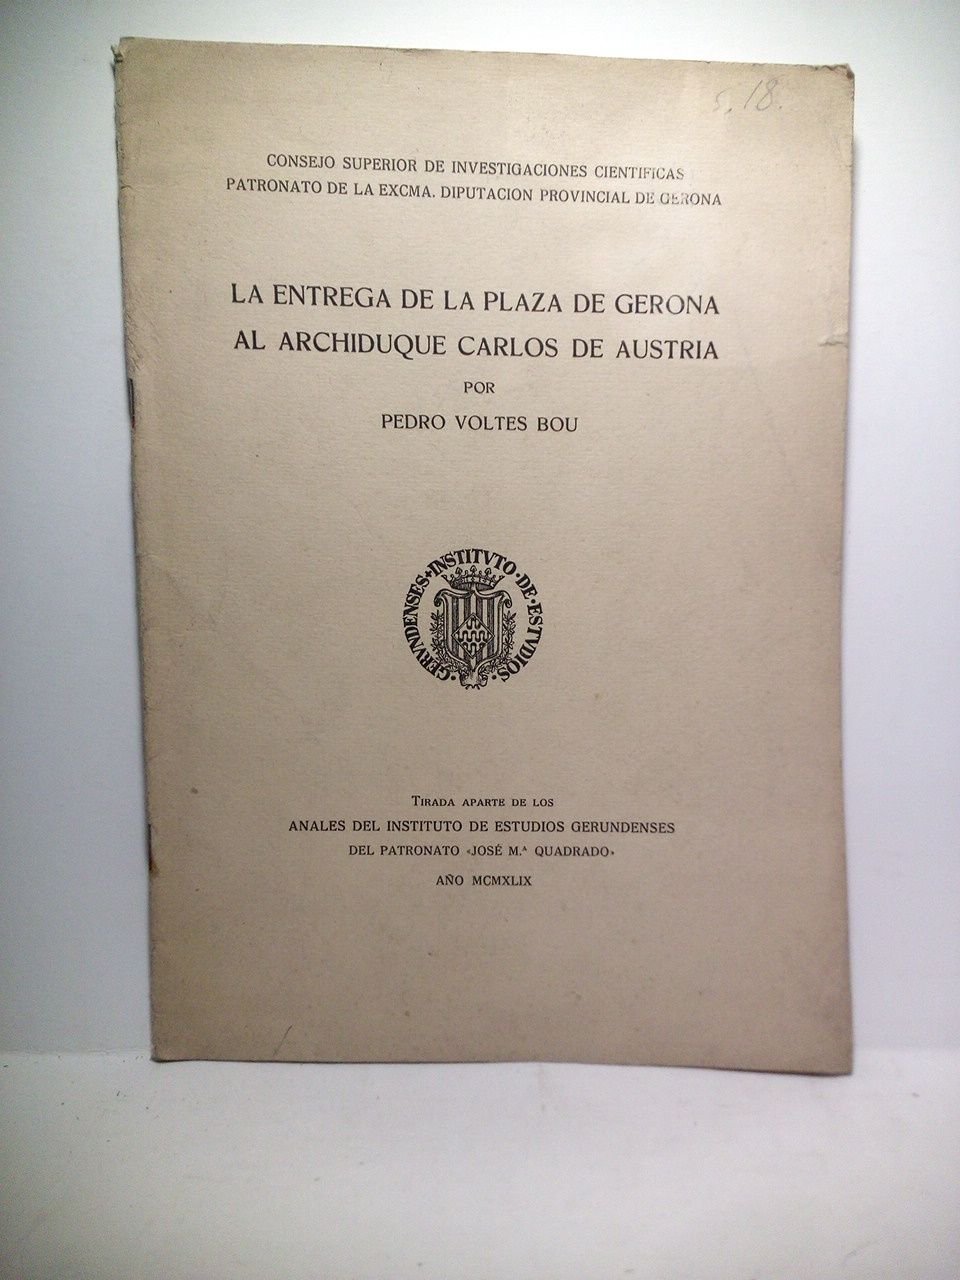 s. 18.
CONSEJO SUPERIOR DE INVESTIGACIONES CIENTIFICAS
PATRONATO DE LA EXCMA. DIPUTACION PROVINCIAL DE GERONA
LA ENTREGA DE LA PLAZA DE GERONA
AL ARCHIDUQUE CARLOS DE AUSTRIA
POR
PEDRO VOLTES BOU
INSTITVTO · DE · ESTVDIOS · GERVNDENSES
TIRADA APARTE DE LOS
ANALES DEL INSTITUTO DE ESTUDIOS GERUNDENSES
DEL PATRONATO «JOSÉ M.ª QUADRADO»
AÑO MCMXLIX